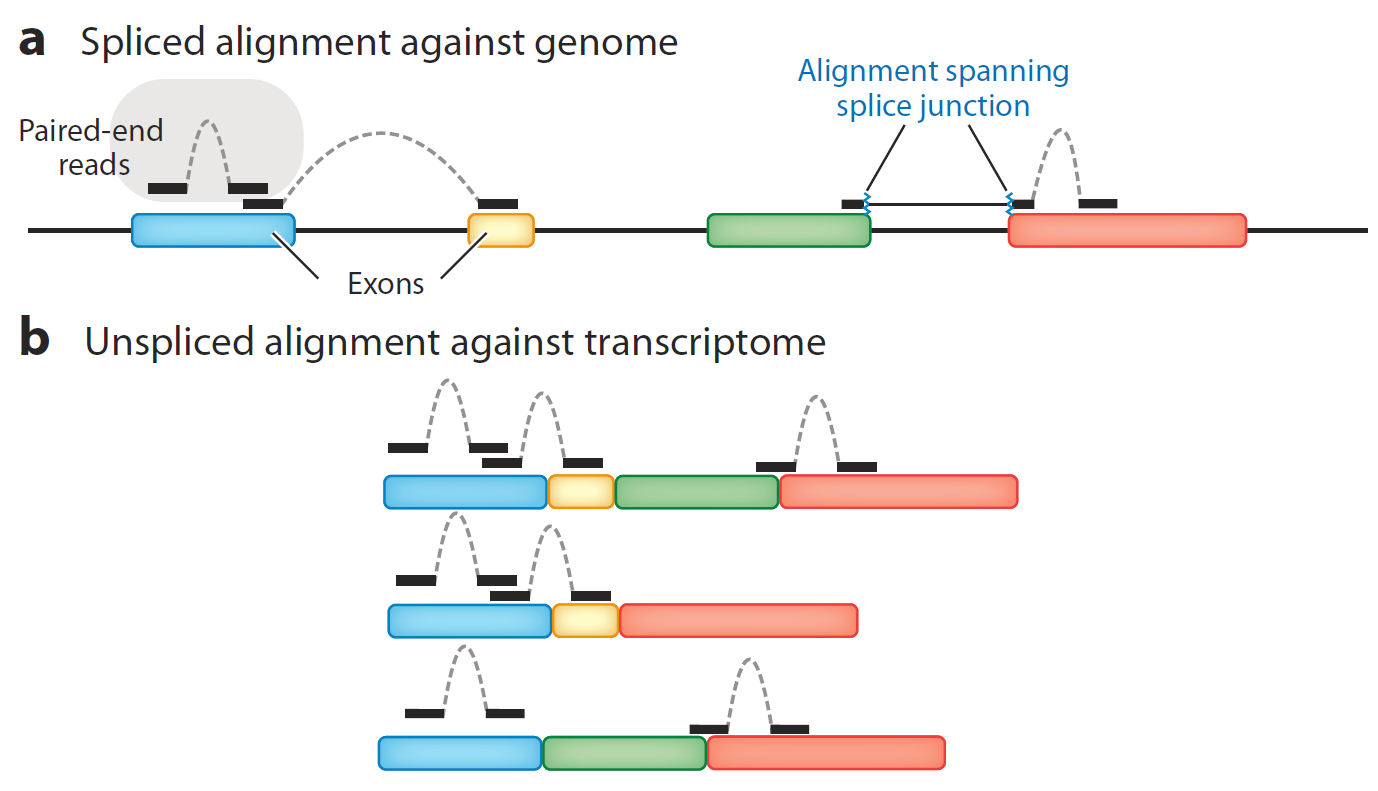 a Spliced alignment against genome
Alignment spanning
splice junction
Paired-end
reads
Exons
b Unspliced alignment against transcriptome